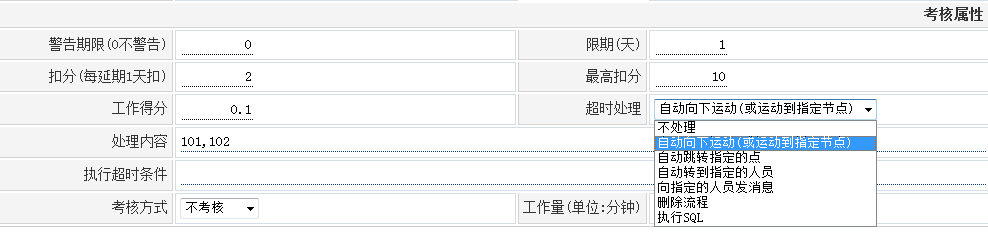 考核属性
警告期限(0不警告) 0 限期(天) 1
扣分(每延期1天扣) 2 最高扣分 10
工作得分 0.1 超时处理 自动向下运动(或运动到指定节点)
不处理
处理内容 101,102 自动向下运动(或运动到指定节点)
自动跳转指定的点
执行超时条件 自动转到指定的人员
向指定的人员发消息
考核方式 不考核 工作量(单位:分钟) 删除流程
执行SQL